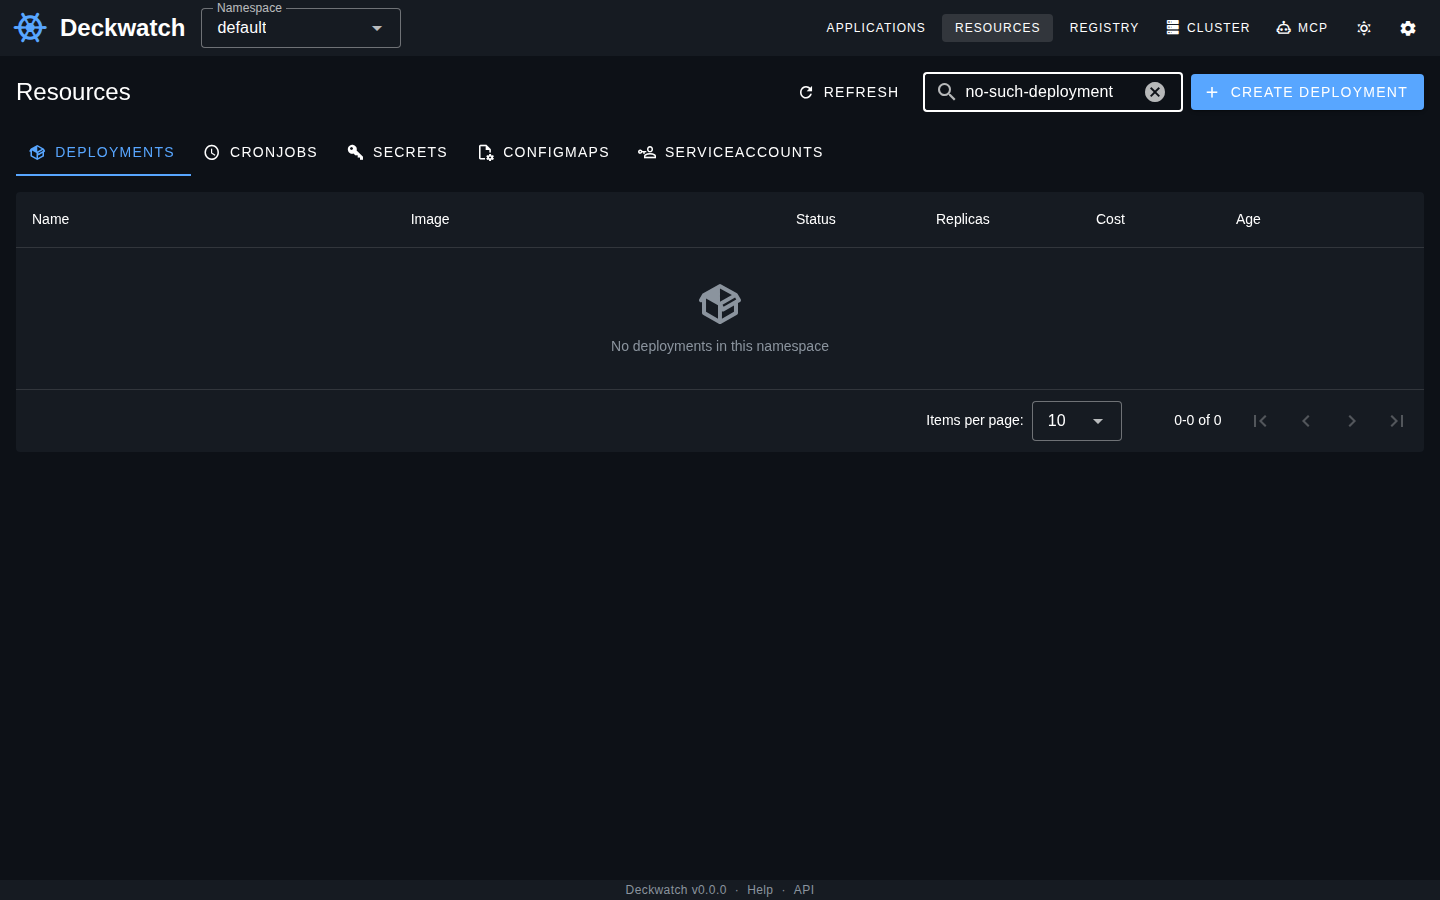 Deckwatch
Namespace
default
APPLICATIONS
RESOURCES
REGISTRY
CLUSTER
MCP
Resources
REFRESH
no-such-deployment
CREATE DEPLOYMENT
DEPLOYMENTS
CRONJOBS
SECRETS
CONFIGMAPS
SERVICEACCOUNTS
Name
Image
Status
Replicas
Cost
Age
No deployments in this namespace
Items per page:
10
0-0 of 0
Deckwatch v0.0.0 · Help · API